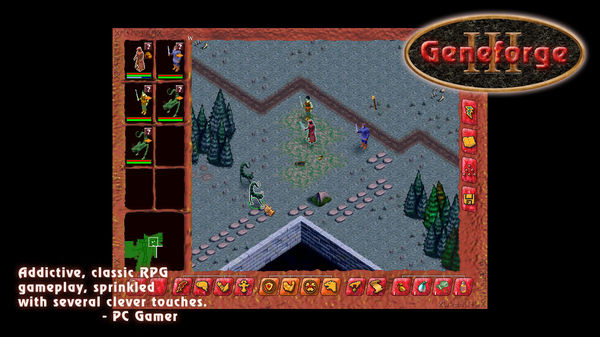 Geneforge
III
Addictive, classic RPG
gameplay, sprinkled
with several clever touches.
- PC Gamer